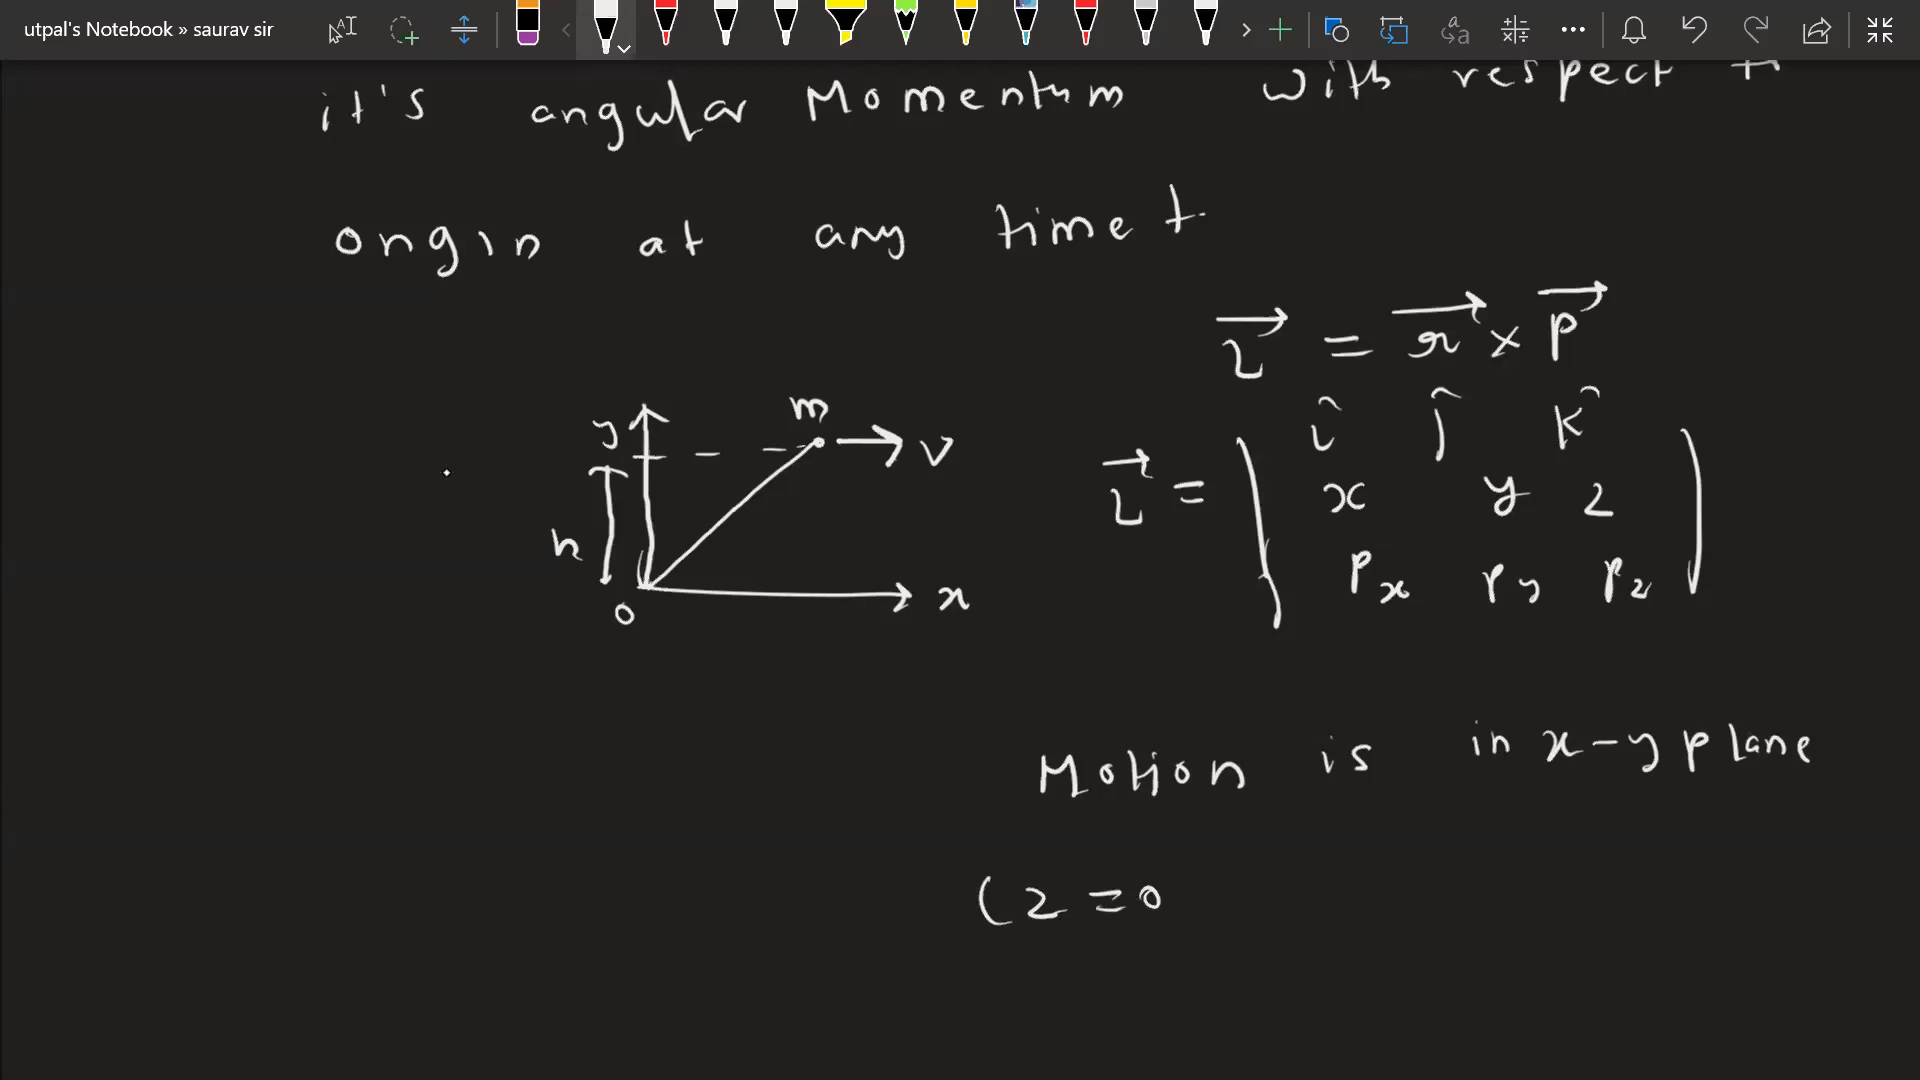 utpal's Notebook » saurav sir
it's angular Momentum with respect t
origin at any time t.
L = r × P
î ĵ k̂
L = x y z
Px Py Pz
y m v
h
o x
Motion is in x-y plane
(z = 0